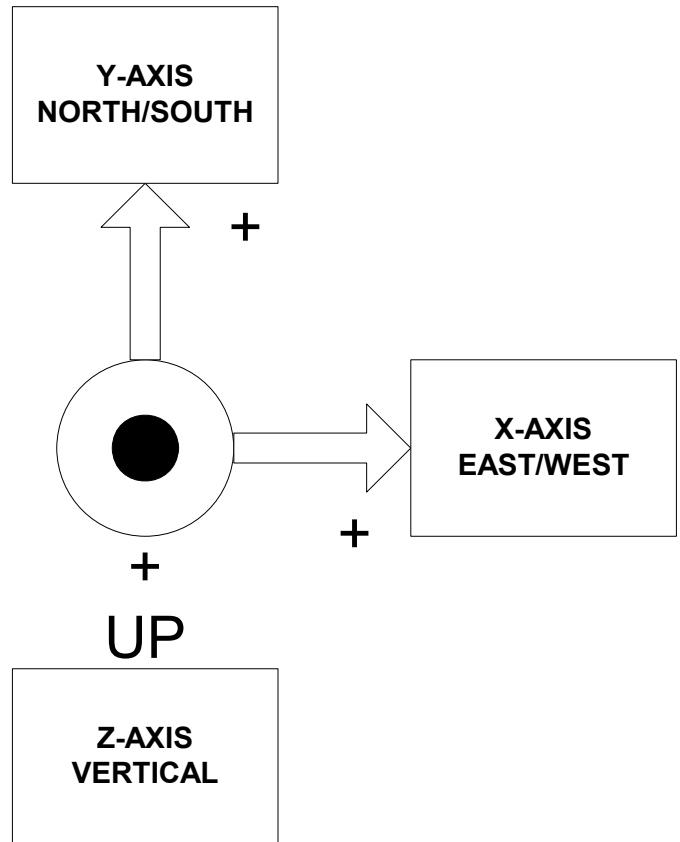 Y-AXIS
NORTH/SOUTH
+
X-AXIS
EAST/WEST
+
+
UP
Z-AXIS
VERTICAL